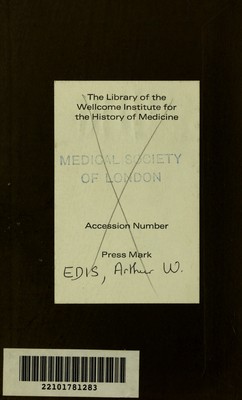 The Library of the
Wellcome Institute for
the History of Medicine
MEDICAL SOCIETY
OF LONDON
Accession Number
Press Mark
EDIS, Arthur W.
22101781283